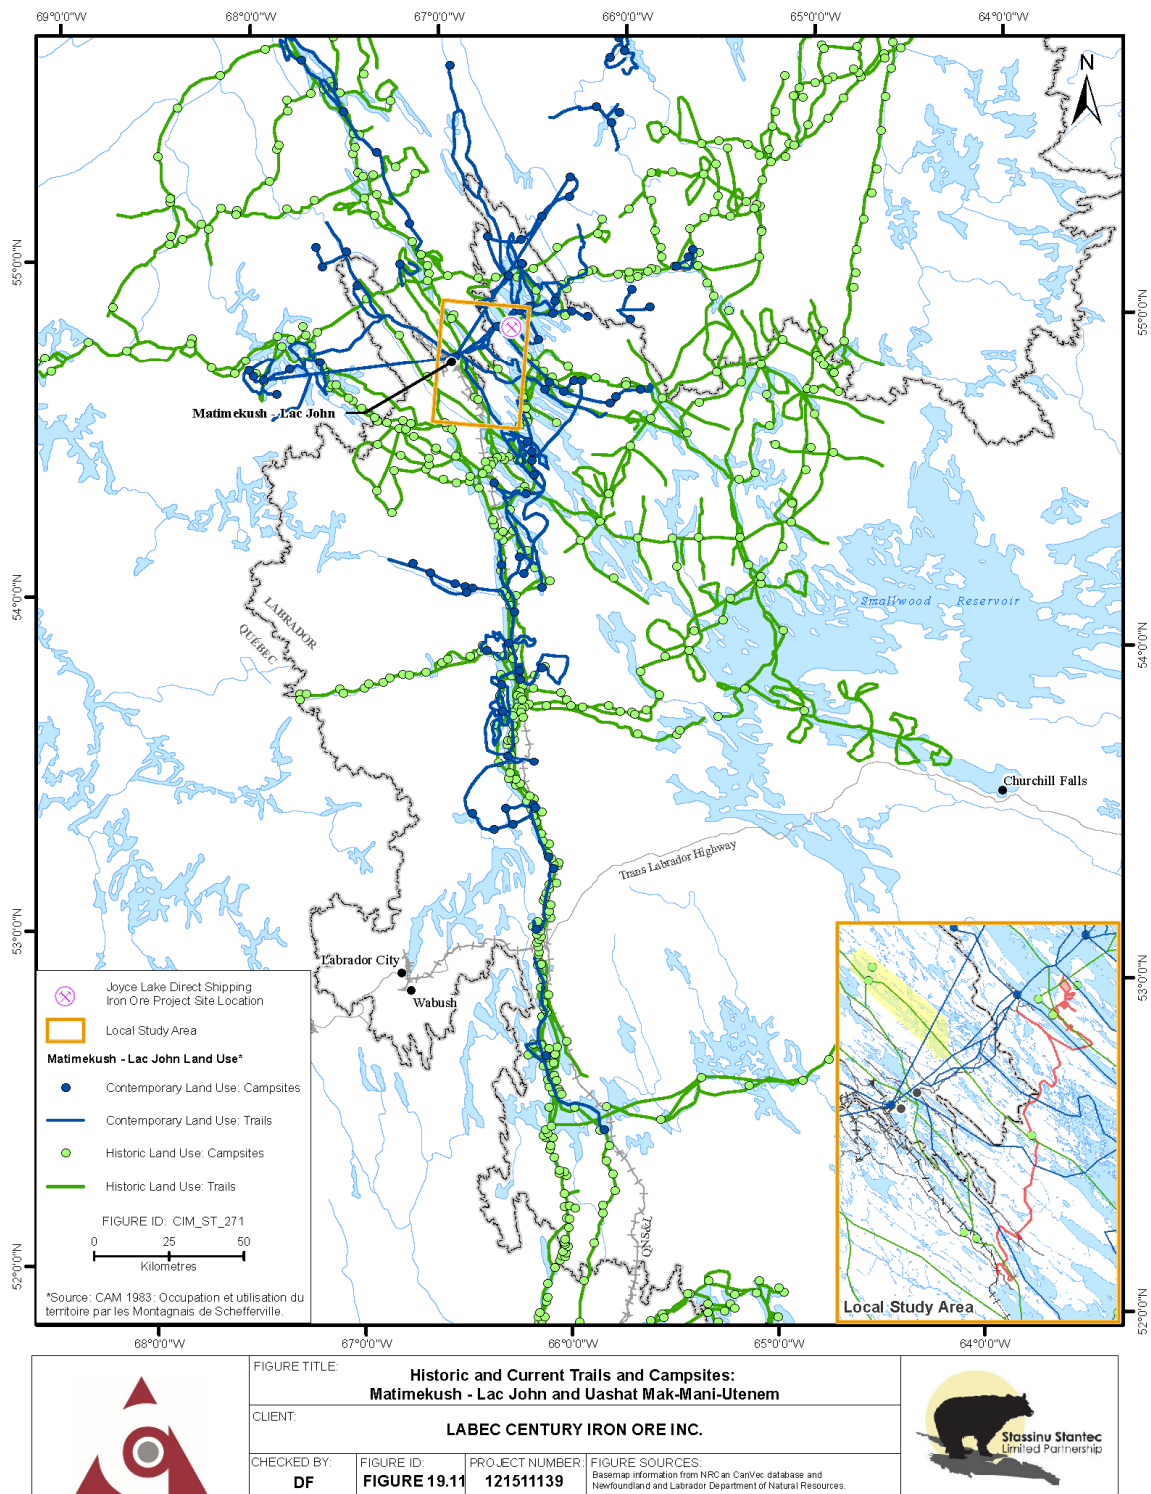 69°0'0"W 68°0'0"W 67°0'0"W 66°0'0"W 65°0'0"W 64°0'0"W
N
55°0'0"N
55°0'0"N
Matimekush - Lac John
54°0'0"N
54°0'0"N
LABRADOR
QUÉBEC
Smallwood Reservoir
Churchill Falls
Trans Labrador Highway
53°0'0"N
53°0'0"N
Labrador City
Wabush
QNS&L
52°0'0"N
52°0'0"N
Joyce Lake Direct Shipping
Iron Ore Project Site Location
Local Study Area
Matimekush - Lac John Land Use*
Contemporary Land Use: Campsites
Contemporary Land Use: Trails
Historic Land Use: Campsites
Historic Land Use: Trails
FIGURE ID: CIM_ST_271
0 25 50
Kilometres
*Source: CAM 1983: Occupation et utilisation du
territoire par les Montagnais de Schefferville.
Local Study Area
68°0'0"W 67°0'0"W 66°0'0"W 65°0'0"W 64°0'0"W
FIGURE TITLE:
Historic and Current Trails and Campsites:
Matimekush - Lac John and Uashat Mak-Mani-Utenem
CLIENT:
LABEC CENTURY IRON ORE INC.
CHECKED BY:
DF
FIGURE ID:
FIGURE 19.11
PROJECT NUMBER:
121511139
FIGURE SOURCES:
Basemap information from NRCan CanVec database and
Newfoundland and Labrador Department of Natural Resources.
Stassinu Stantec
Limited Partnership